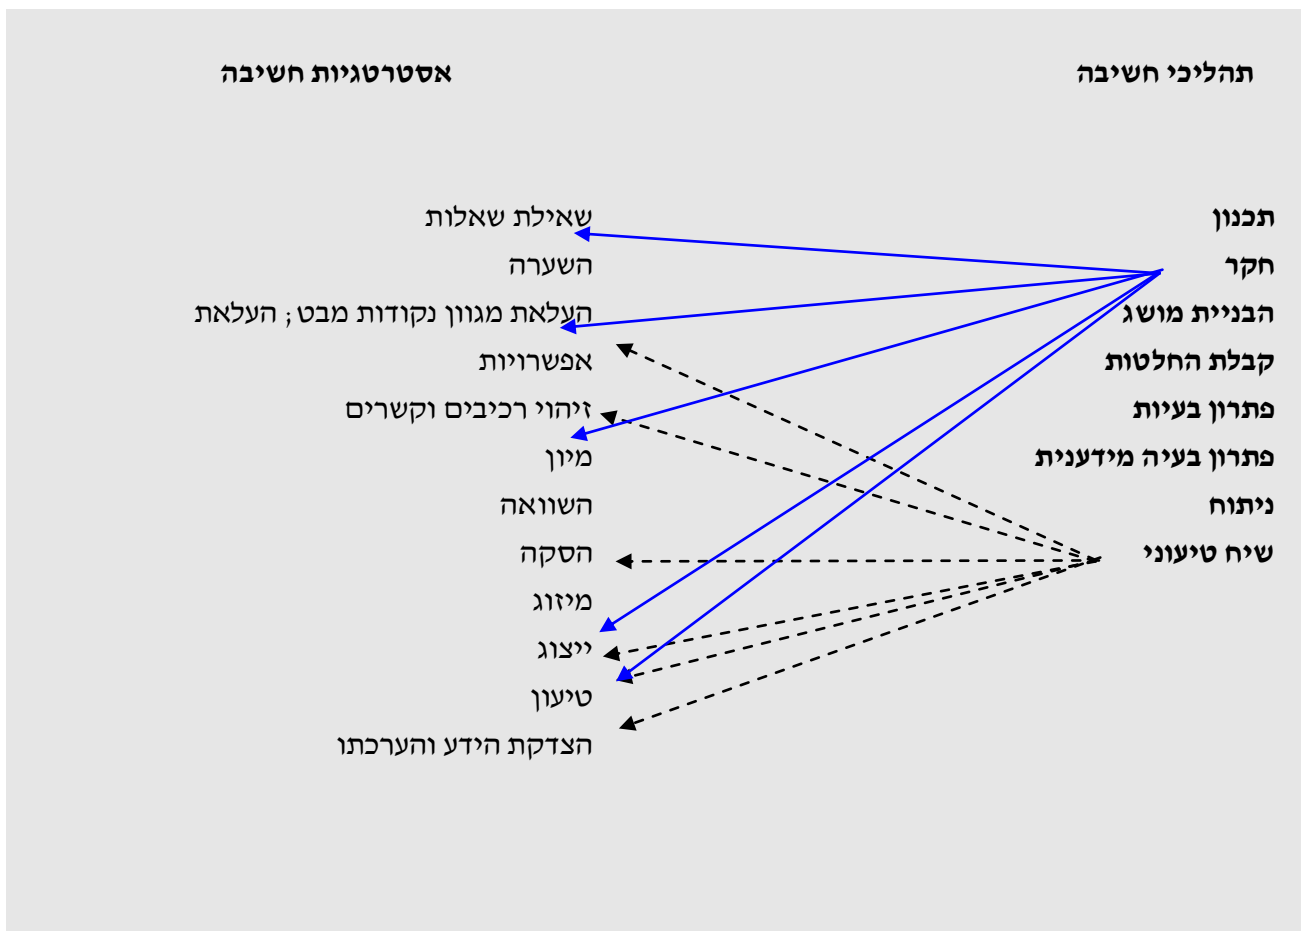 תהליכי חשיבה
אסטרטגיות חשיבה
תכנון
חקר
הבניית מושג
קבלת החלטות
פתרון בעיות
פתרון בעיה מידענית
ניתוח
שיח טיעוני
שאילת שאלות
השערה
העלאת מגוון נקודות מבט; העלאת
אפשרויות
זיהוי רכיבים וקשרים
מיון
השוואה
הסקה
מיזוג
ייצוג
טיעון
הצדקת הידע והערכתו